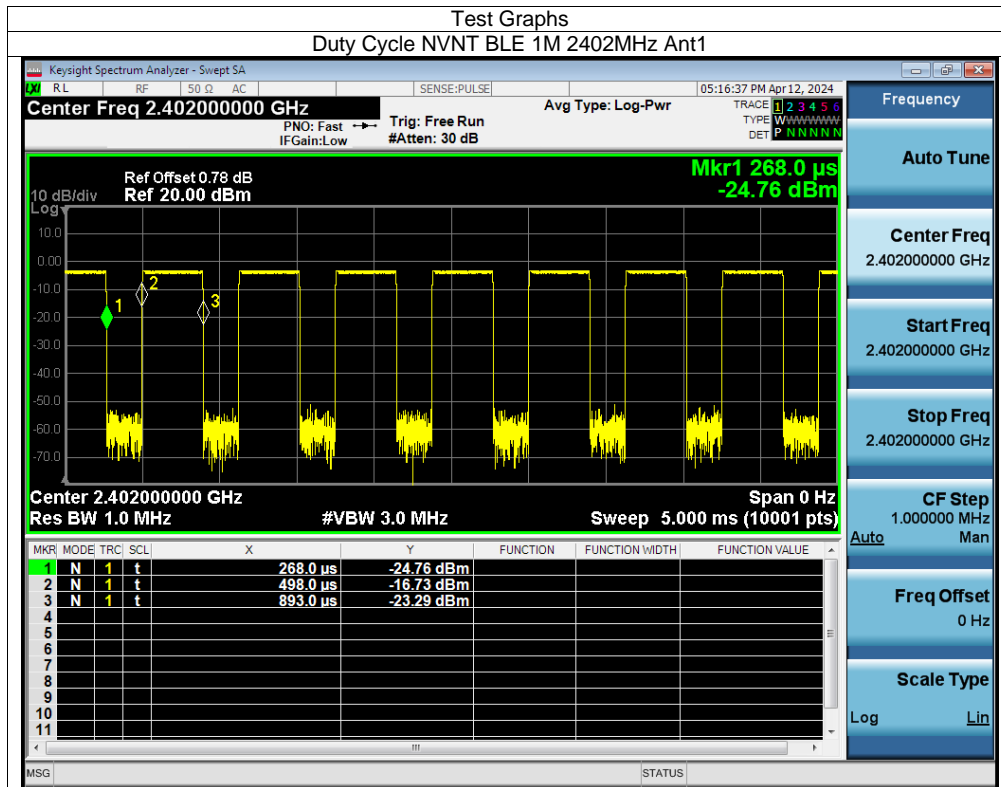 Test Graphs
Duty Cycle NVNT BLE 1M 2402MHz Ant1
Keysight Spectrum Analyzer - Swept SA
LXI RL RF 50 Ω AC SENSE:PULSE 05:16:37 PM Apr 12, 2024
Center Freq 2.402000000 GHz Avg Type: Log-Pwr TRACE 1 2 3 4 5 6
PNO: Fast Trig: Free Run TYPE WWWWWWW
IFGain:Low #Atten: 30 dB DET P NNNNN
Mkr1 268.0 µs
Ref Offset 0.78 dB
10 dB/div Ref 20.00 dBm -24.76 dBm
Log
10.0
0.00
-10.0
-20.0
-30.0
-40.0
-50.0
-60.0
-70.0
1
2
3
Center 2.402000000 GHz Span 0 Hz
Res BW 1.0 MHz #VBW 3.0 MHz Sweep 5.000 ms (10001 pts)
MKR MODE TRC SCL X Y FUNCTION FUNCTION WIDTH FUNCTION VALUE
1 N 1 t 268.0 µs -24.76 dBm
2 N 1 t 498.0 µs -16.73 dBm
3 N 1 t 893.0 µs -23.29 dBm
4
5
6
7
8
9
10
11
MSG STATUS
Frequency
Auto Tune
Center Freq
2.402000000 GHz
Start Freq
2.402000000 GHz
Stop Freq
2.402000000 GHz
CF Step
1.000000 MHz
Auto Man
Freq Offset
0 Hz
Scale Type
Log Lin